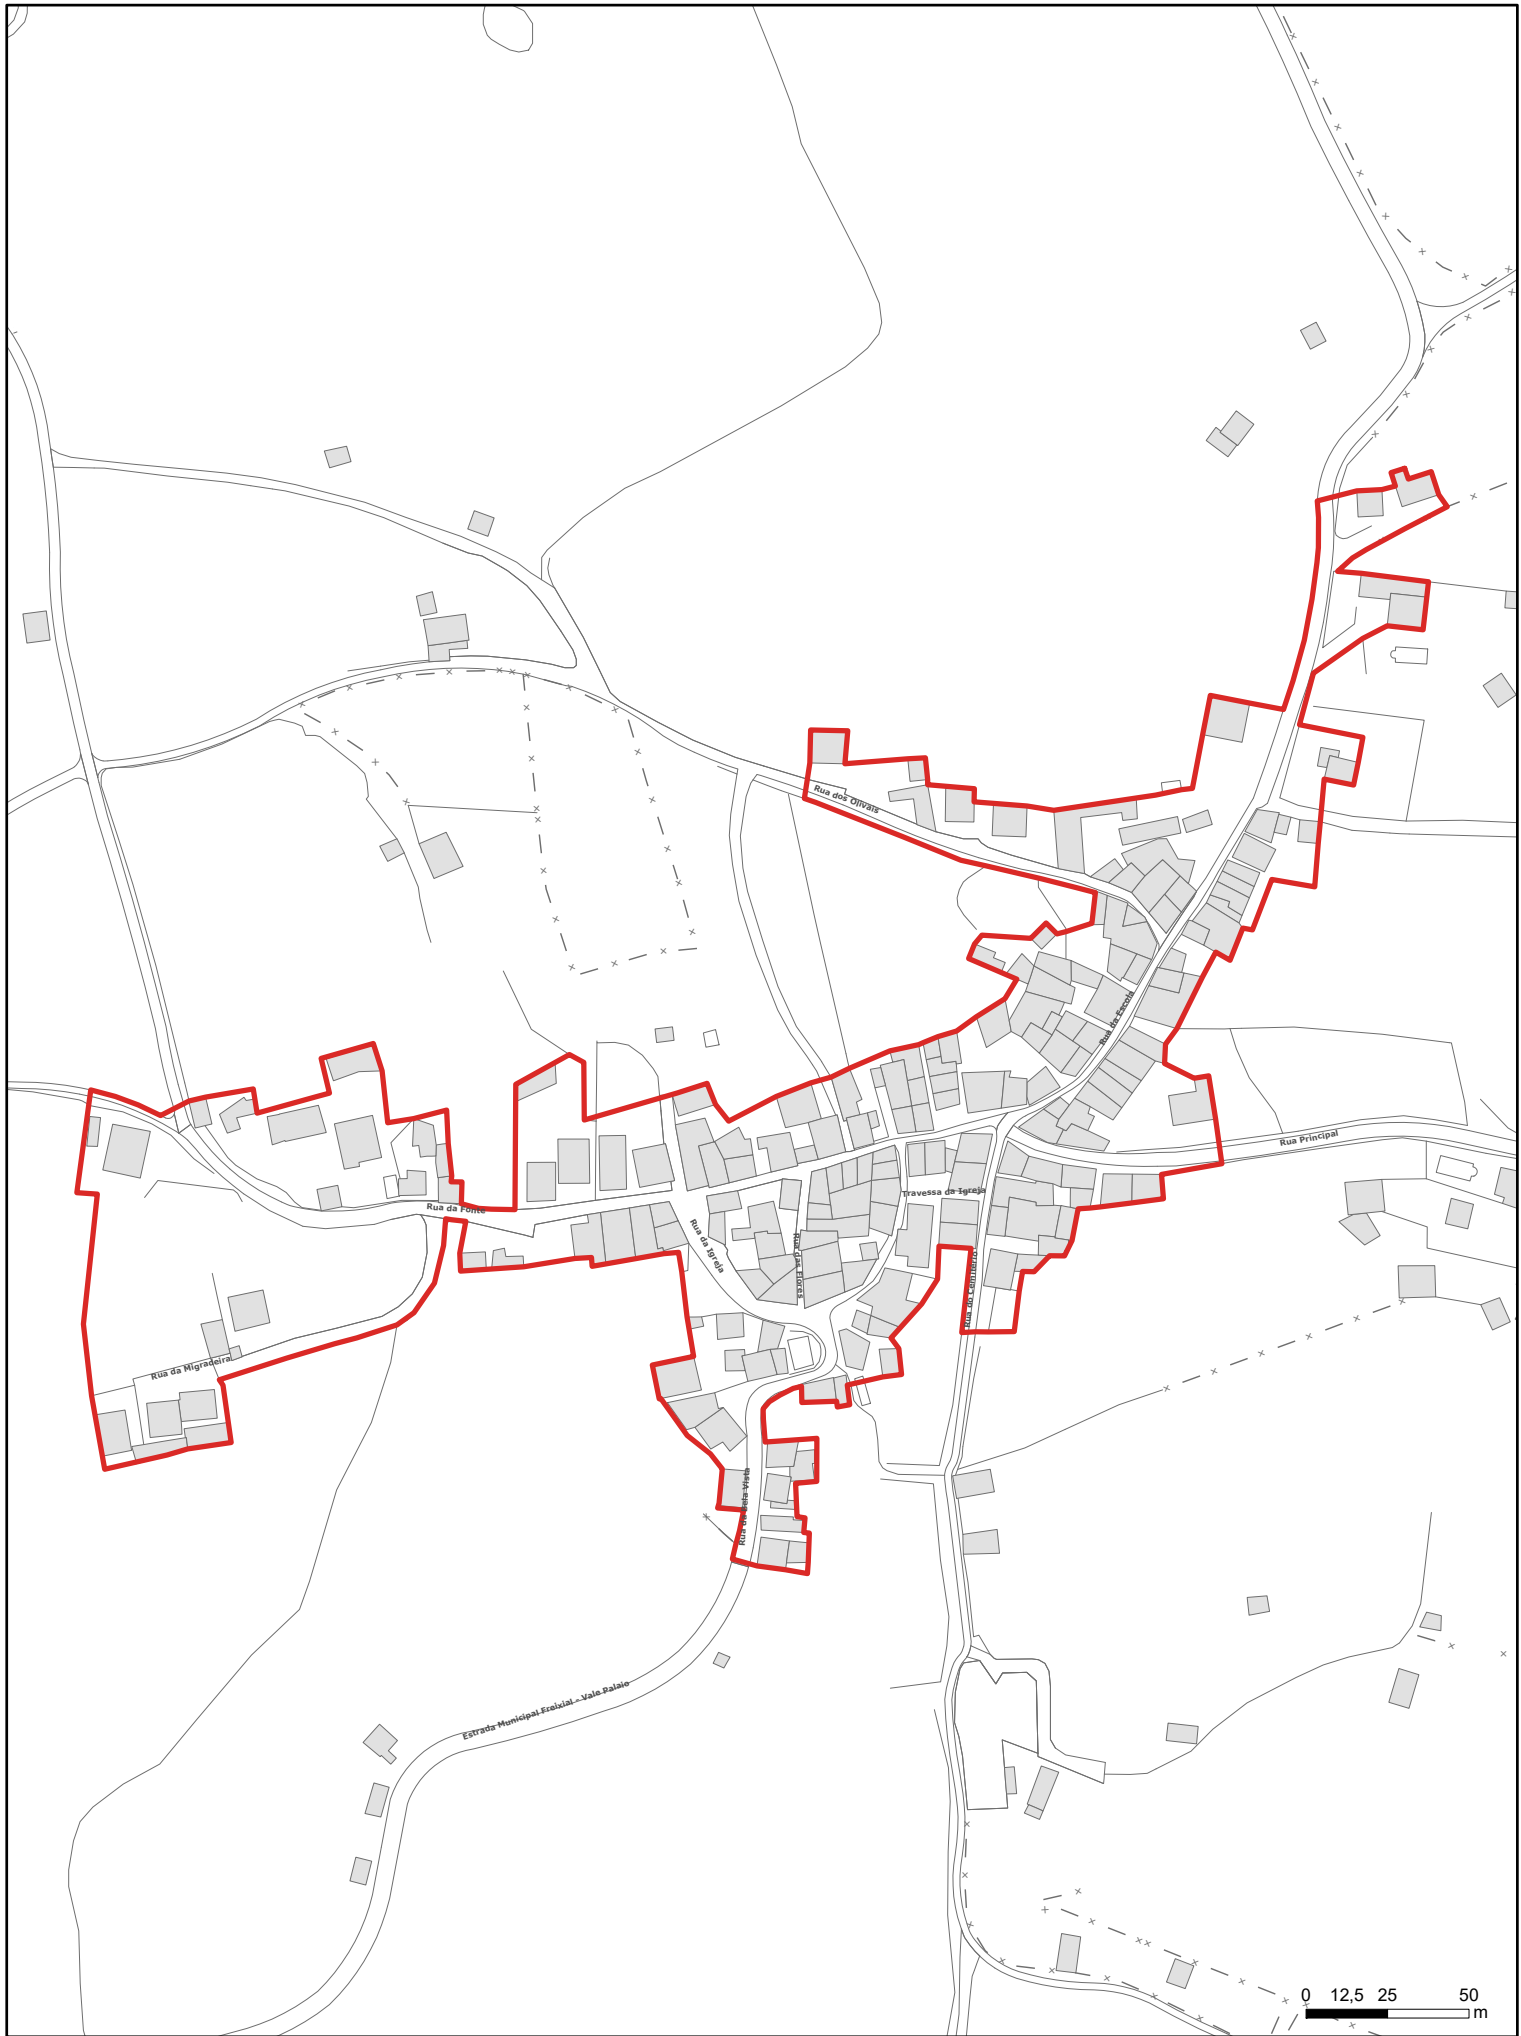 Rua dos Olivais
Rua da Escola
Rua Principal
Travessa da Igreja
Rua da Fonte
Rua da Igreja
Rua das Flores
Rua do Cemitério
Rua da Migradeira
Rua da Bela Vista
Estrada Municipal Freixial - Vale Palaio
0 12,5 25 50
m